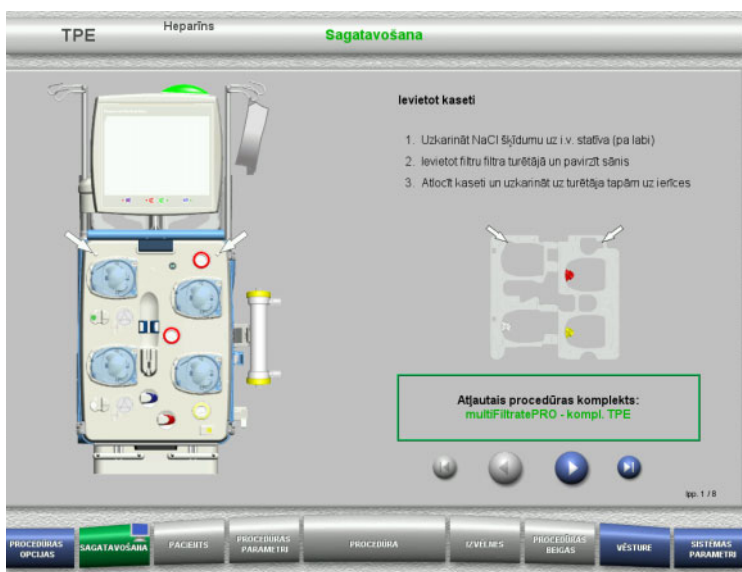 TPE
Heparīns
Sagatavošana
Ievietot kaseti
1. Uzkarināt NaCl šķīdumu uz i.v. statīva (pa labi)
2. Ievietot filtru filtra turētājā un pavirzīt sānis
3. Atlocīt kaseti un uzkarināt uz turētāja tapām uz ierīces
Atļautais procedūras komplekts:
multiFiltratePRO - kompl. TPE
lpp. 1 / 8
PROCEDŪRAS OPCIJAS
SAGATAVOŠANA
PACIENTS
PROCEDŪRAS PARAMETRI
PROCEDŪRA
IZVĒLNES
PROCEDŪRAS BEIGAS
VĒSTURE
SISTĒMAS PARAMETRI